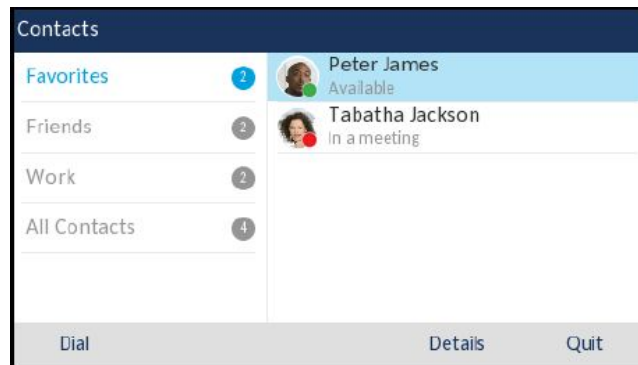 Contacts
Favorites 2
Friends 2
Work 2
All Contacts 4
Peter James
Available
Tabatha Jackson
In a meeting
Dial Details Quit